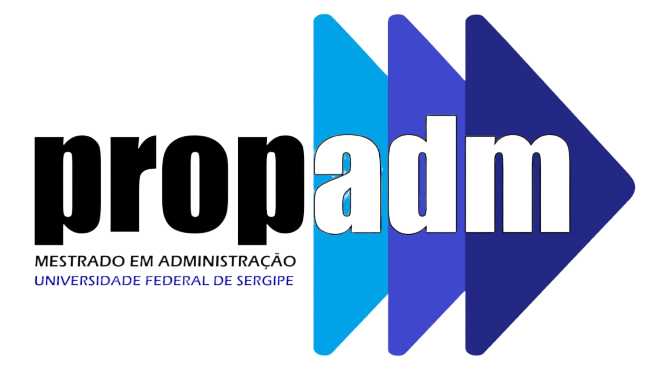 propadm
MESTRADO EM ADMINISTRAÇÃO
UNIVERSIDADE FEDERAL DE SERGIPE